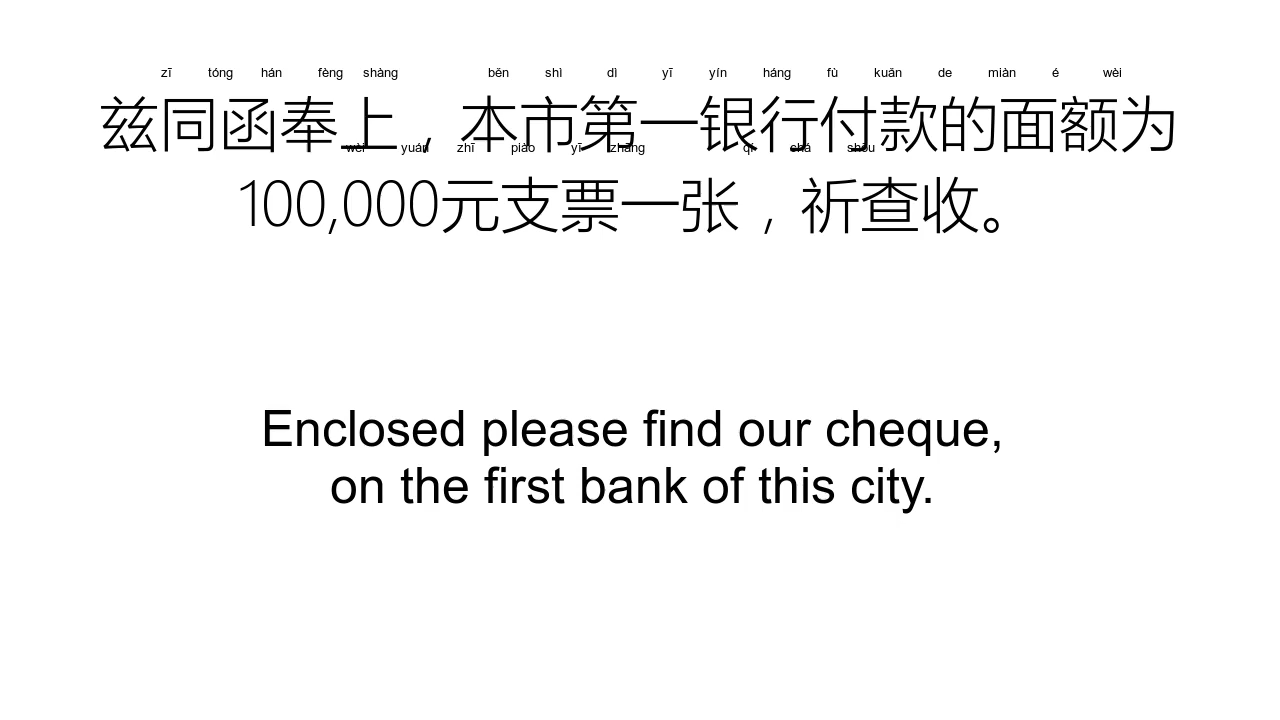 zī tóng hán fèng shàng běn shì dì yī yín háng fù kuǎn de miàn é wèi
兹同函奉上，本市第一银行付款的面额为
wèi yuán zhī piào yī zhāng qí chá shōu
100,000元支票一张，祈查收。
Enclosed please find our cheque,
on the first bank of this city.